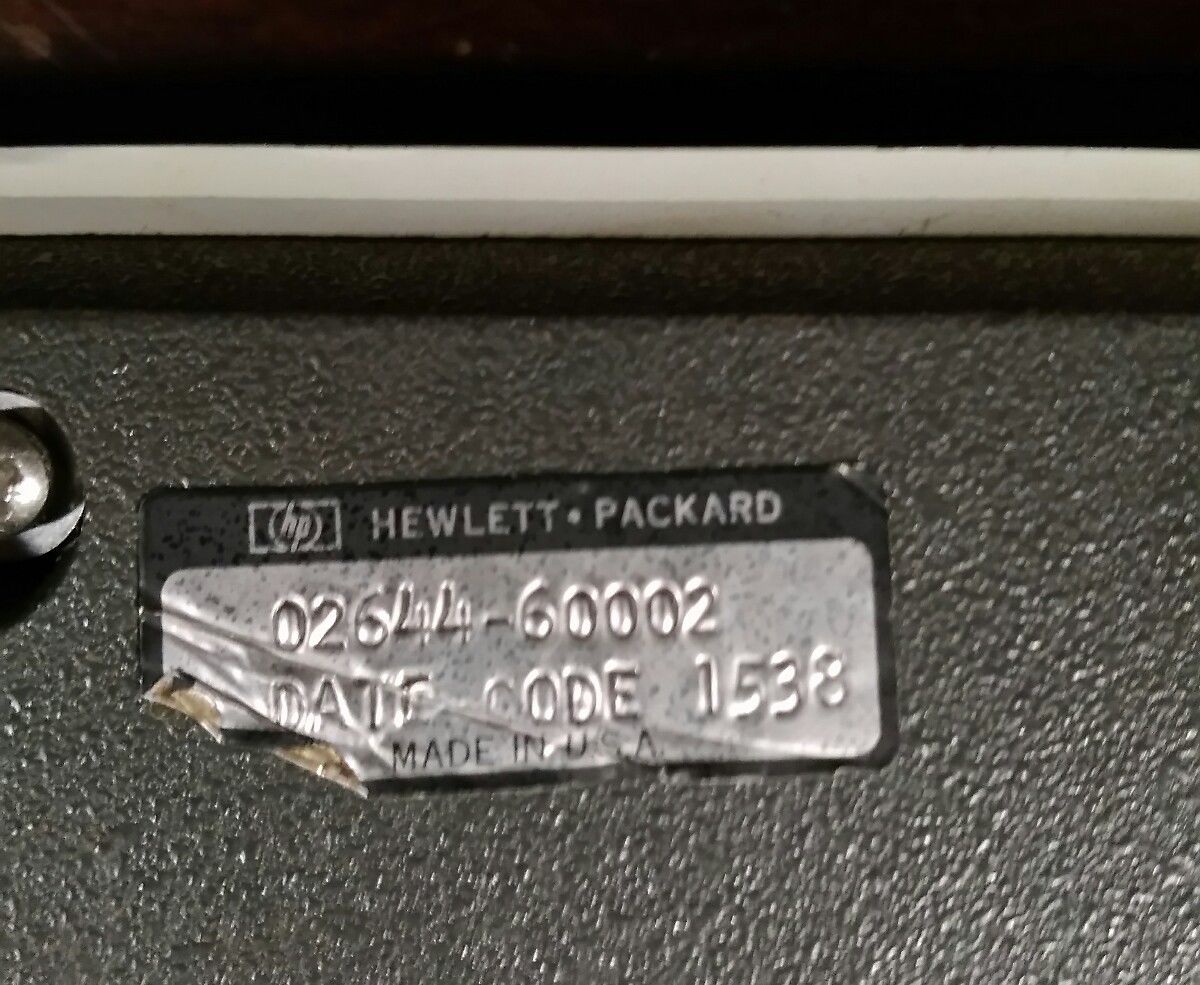 hp HEWLETT • PACKARD
02644-60002
DATE CODE 1538
MADE IN U.S.A.